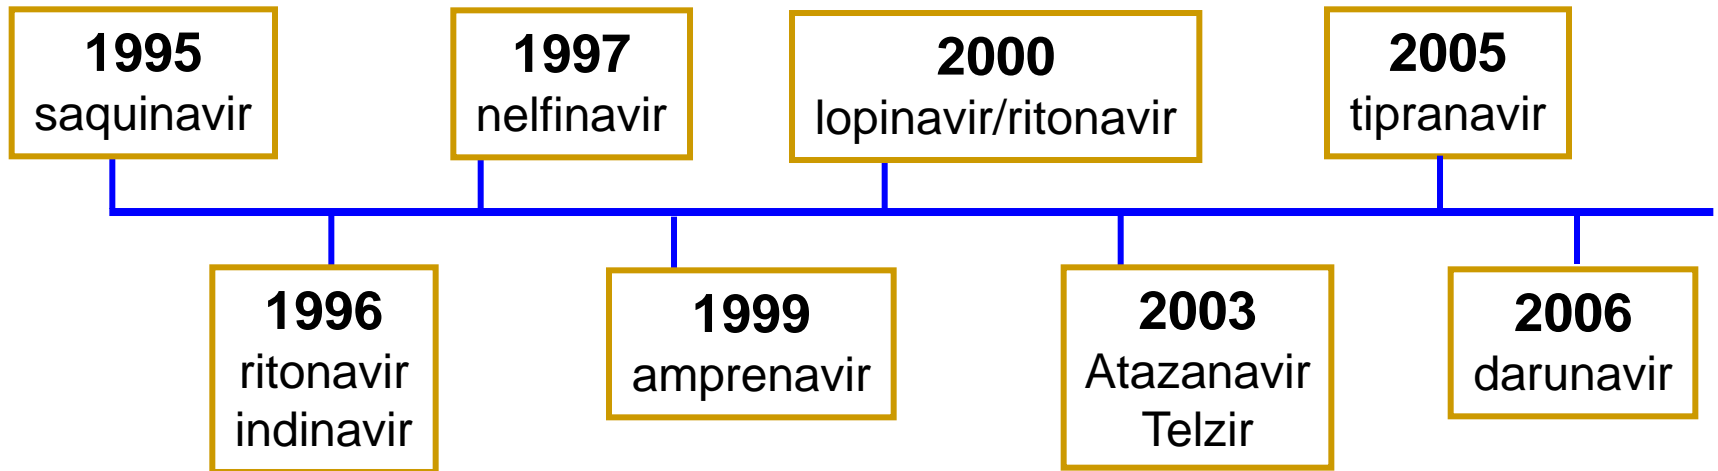 1995
saquinavir
1997
nelfinavir
2000
lopinavir/ritonavir
2005
tipranavir
1996
ritonavir
indinavir
1999
amprenavir
2003
Atazanavir
Telzir
2006
darunavir